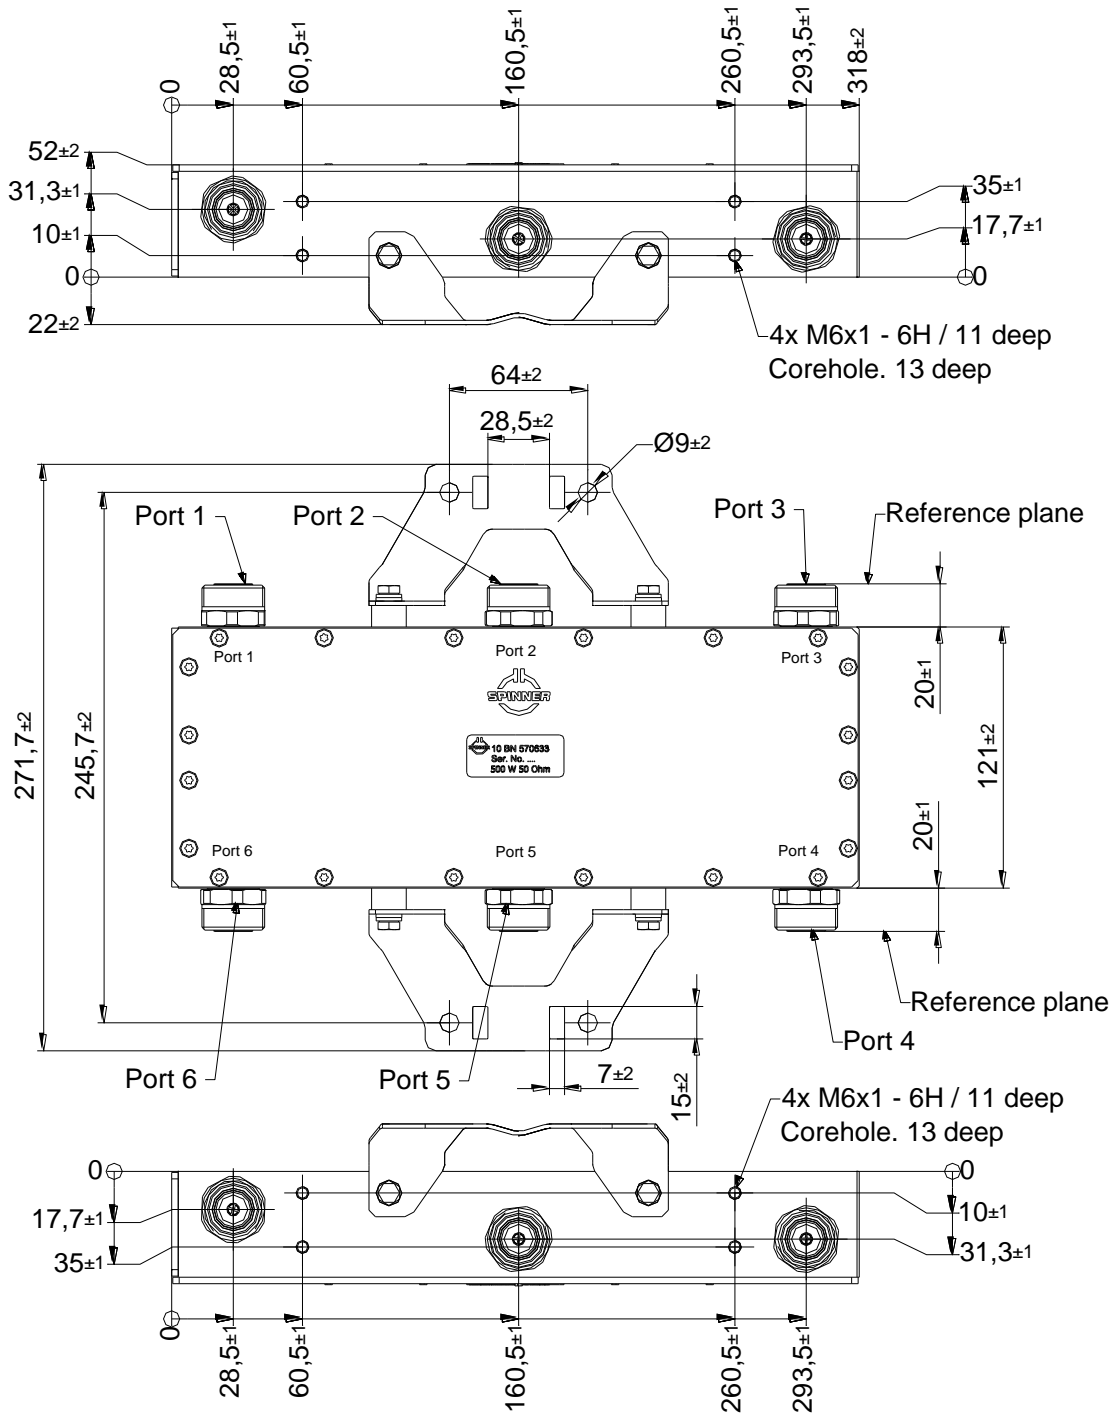 0
28,5±1
60,5±1
160,5±1
260,5±1
293,5±1
318±2
52±2
31,3±1
10±1
0
22±2
35±1
17,7±1
0
4x M6x1 - 6H / 11 deep
Corehole. 13 deep
64±2
28,5±2
Ø9±2
Port 1
Port 2
Port 3
Reference plane
271,7±2
245,7±2
Port 1
Port 2
Port 3
SPINNER
20±1
121±2
SPINNER
10 BN 570633
Ser. No. ....
500 W 50 Ohm
Port 6
Port 5
Port 4
20±1
Reference plane
Port 4
Port 6
Port 5
7±2
15±2
4x M6x1 - 6H / 11 deep
Corehole. 13 deep
0
17,7±1
35±1
0
10±1
31,3±1
0
28,5±1
60,5±1
160,5±1
260,5±1
293,5±1